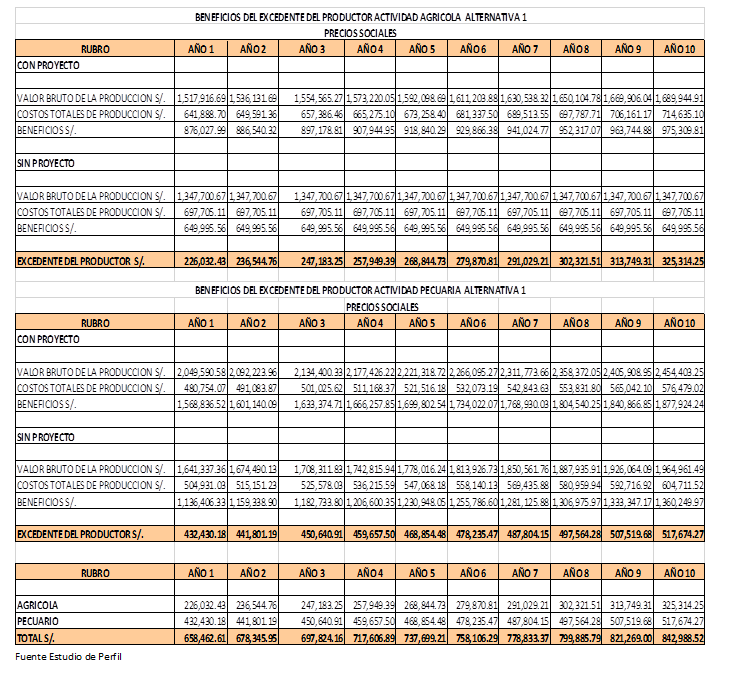 BENEFICIOS DEL EXCEDENTE DEL PRODUCTOR ACTIVIDAD AGRICOLA ALTERNATIVA 1
PRECIOS SOCIALES
RUBRO AÑO 1 AÑO 2 AÑO 3 AÑO 4 AÑO 5 AÑO 6 AÑO 7 AÑO 8 AÑO 9 AÑO 10
CON PROYECTO
VALOR BRUTO DE LA PRODUCCION S/. 1,517,916.69 1,536,131.69 1,554,565.27 1,573,220.05 1,592,098.69 1,611,203.88 1,630,538.32 1,650,104.78 1,669,906.04 1,689,944.91
COSTOS TOTALES DE PRODUCCION S/. 641,888.70 649,591.36 657,386.46 665,275.10 673,258.40 681,337.50 689,513.55 697,787.71 706,161.17 714,635.10
BENEFICIOS S/. 876,027.99 886,540.32 897,178.81 907,944.95 918,840.29 929,866.38 941,024.77 952,317.07 963,744.88 975,309.81
SIN PROYECTO
VALOR BRUTO DE LA PRODUCCION S/. 1,347,700.67 1,347,700.67 1,347,700.67 1,347,700.67 1,347,700.67 1,347,700.67 1,347,700.67 1,347,700.67 1,347,700.67 1,347,700.67
COSTOS TOTALES DE PRODUCCION S/. 697,705.11 697,705.11 697,705.11 697,705.11 697,705.11 697,705.11 697,705.11 697,705.11 697,705.11 697,705.11
BENEFICIOS S/. 649,995.56 649,995.56 649,995.56 649,995.56 649,995.56 649,995.56 649,995.56 649,995.56 649,995.56 649,995.56
EXCEDENTE DEL PRODUCTOR S/. 226,032.43 236,544.76 247,183.25 257,949.39 268,844.73 279,870.81 291,029.21 302,321.51 313,749.31 325,314.25
BENEFICIOS DEL EXCEDENTE DEL PRODUCTOR ACTIVIDAD PECUARIA ALTERNATIVA 1
PRECIOS SOCIALES
RUBRO AÑO 1 AÑO 2 AÑO 3 AÑO 4 AÑO 5 AÑO 6 AÑO 7 AÑO 8 AÑO 9 AÑO 10
CON PROYECTO
VALOR BRUTO DE LA PRODUCCION S/. 2,049,590.58 2,092,223.96 2,134,400.33 2,177,426.22 2,221,318.72 2,266,095.27 2,311,773.66 2,358,372.05 2,405,908.95 2,454,403.25
COSTOS TOTALES DE PRODUCCION S/. 480,754.07 491,083.87 501,025.62 511,168.37 521,516.18 532,073.19 542,843.63 553,831.80 565,042.10 576,479.02
BENEFICIOS S/. 1,568,836.52 1,601,140.09 1,633,374.71 1,666,257.85 1,699,802.54 1,734,022.07 1,768,930.03 1,804,540.25 1,840,866.85 1,877,924.24
SIN PROYECTO
VALOR BRUTO DE LA PRODUCCION S/. 1,641,337.36 1,674,490.13 1,708,311.83 1,742,815.94 1,778,016.24 1,813,926.73 1,850,561.76 1,887,935.91 1,926,064.09 1,964,961.49
COSTOS TOTALES DE PRODUCCION S/. 504,931.03 515,151.23 525,578.03 536,215.59 547,068.18 558,140.13 569,435.88 580,959.94 592,716.92 604,711.52
BENEFICIOS S/. 1,136,406.33 1,159,338.90 1,182,733.80 1,206,600.35 1,230,948.05 1,255,786.60 1,281,125.88 1,306,975.97 1,333,347.17 1,360,249.97
EXCEDENTE DEL PRODUCTOR S/. 432,430.18 441,801.19 450,640.91 459,657.50 468,854.48 478,235.47 487,804.15 497,564.28 507,519.68 517,674.27
RUBRO AÑO 1 AÑO 2 AÑO 3 AÑO 4 AÑO 5 AÑO 6 AÑO 7 AÑO 8 AÑO 9 AÑO 10
AGRICOLA 226,032.43 236,544.76 247,183.25 257,949.39 268,844.73 279,870.81 291,029.21 302,321.51 313,749.31 325,314.25
PECUARIO 432,430.18 441,801.19 450,640.91 459,657.50 468,854.48 478,235.47 487,804.15 497,564.28 507,519.68 517,674.27
TOTAL S/. 658,462.61 678,345.95 697,824.16 717,606.89 737,699.21 758,106.29 778,833.37 799,885.79 821,269.00 842,988.52
Fuente Estudio de Perfil